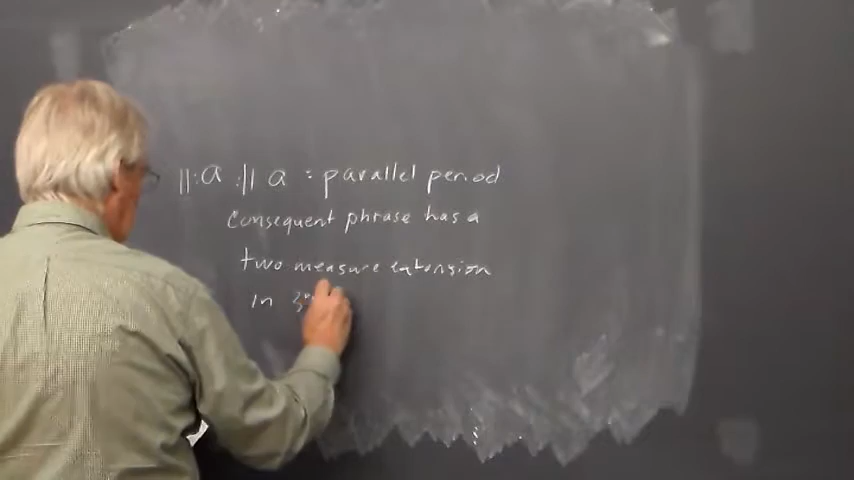 ||: a :|| a = parallel period
Consequent phrase has a
two measure extension
in